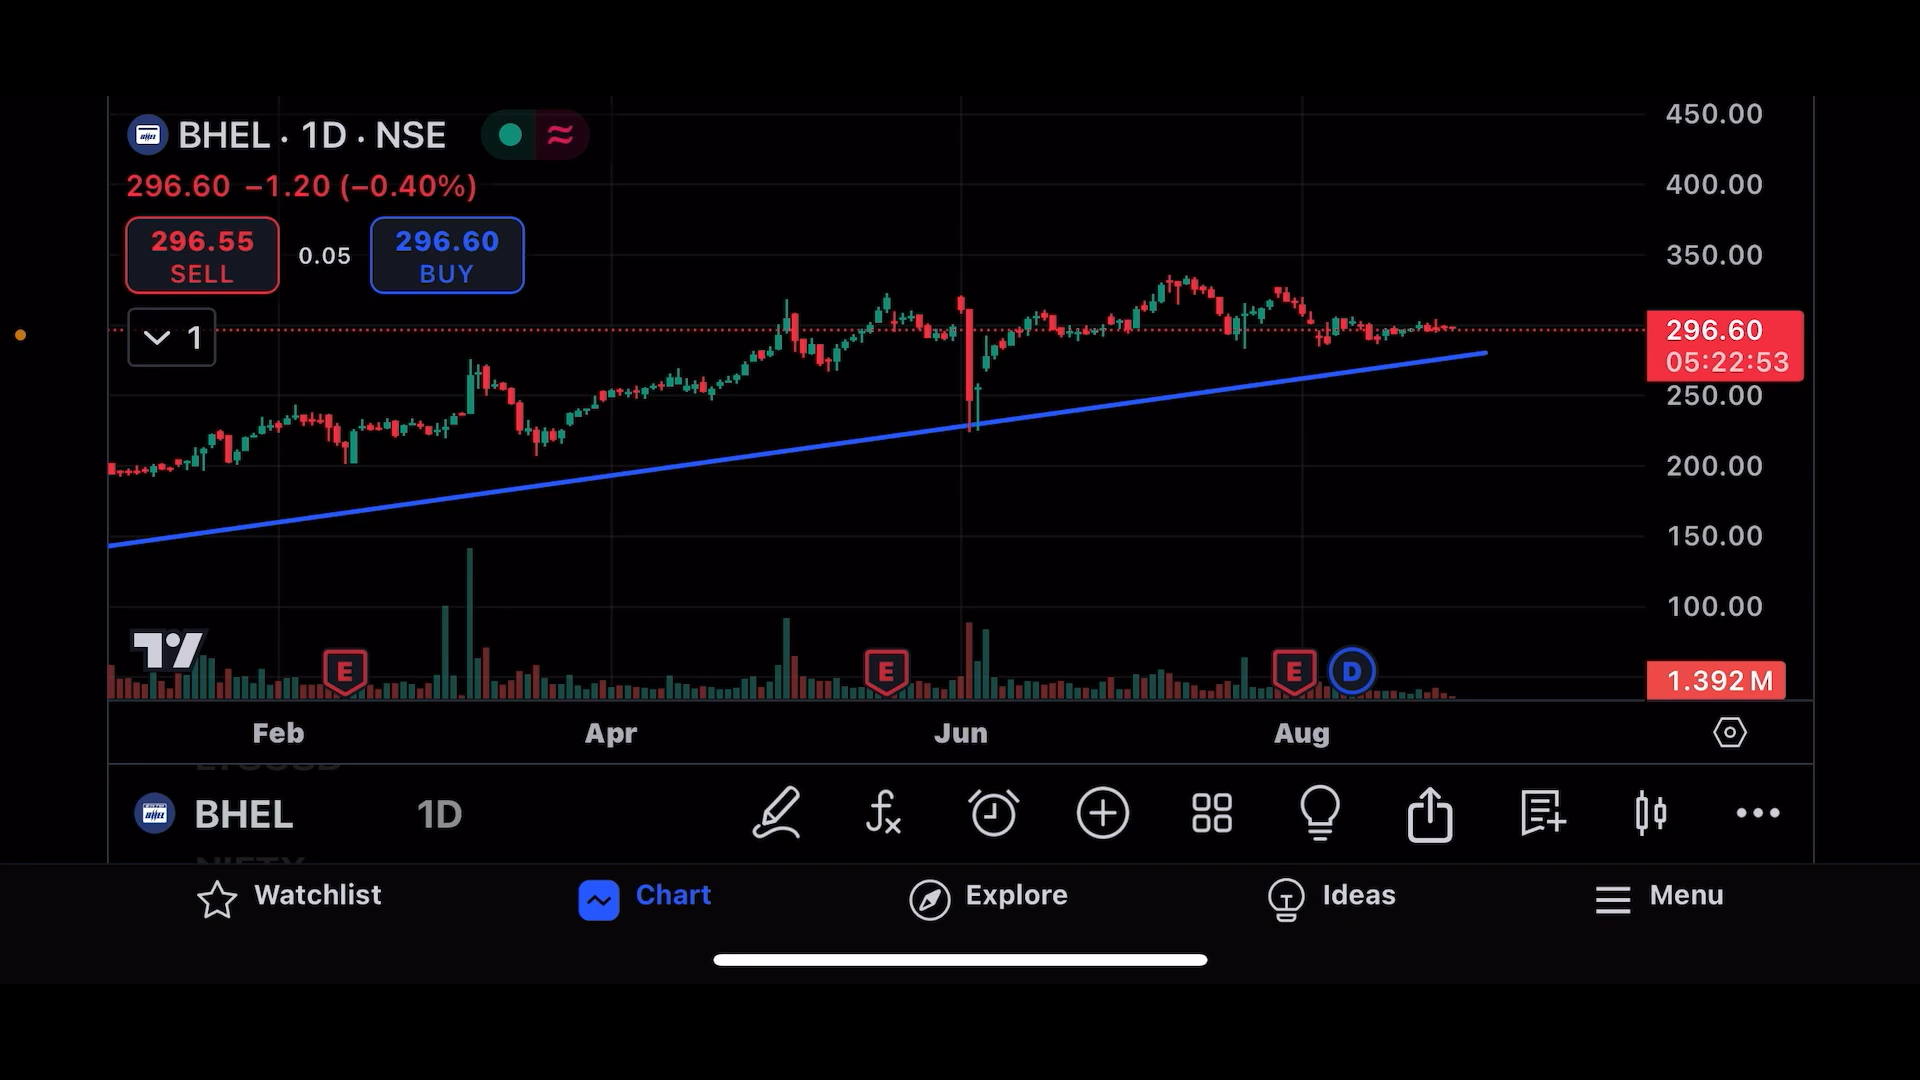 BHEL · 1D · NSE
296.60 −1.20 (−0.40%)
296.55
SELL
0.05
296.60
BUY
1
450.00
400.00
350.00
296.60
05:22:53
250.00
200.00
150.00
100.00
1.392 M
E
E
E
D
Feb
Apr
Jun
Aug
BHEL
1D
Watchlist
Chart
Explore
Ideas
Menu